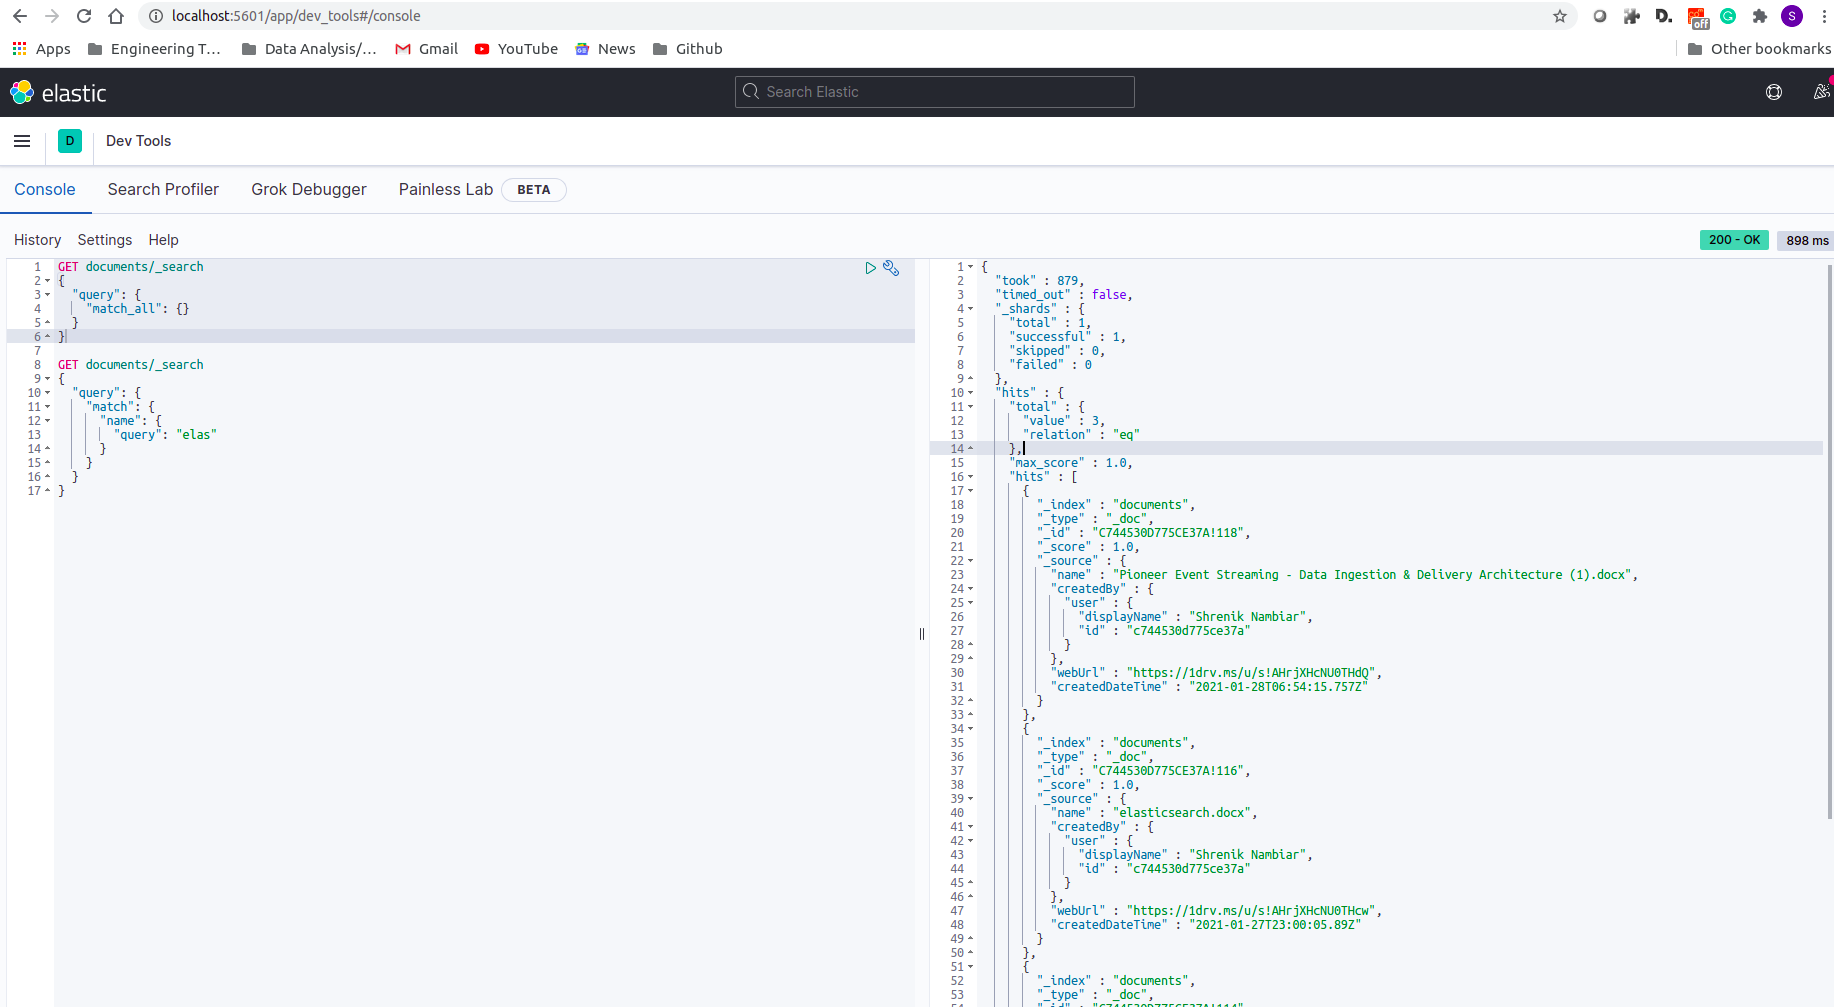 localhost:5601/app/dev_tools#/console
off
S
Apps Engineering T... Data Analysis/... Gmail YouTube News Github Other bookmarks
elastic
Search Elastic
D Dev Tools
Console Search Profiler Grok Debugger Painless Lab BETA
History Settings Help
200 - OK 898 ms
1 GET documents/_search
2 {
3 "query": {
4 "match_all": {}
5 }
6 }
7
8 GET documents/_search
9 {
10 "query": {
11 "match": {
12 "name": {
13 "query": "elas"
14 }
15 }
16 }
17 }
1 {
2 "took" : 879,
3 "timed_out" : false,
4 "_shards" : {
5 "total" : 1,
6 "successful" : 1,
7 "skipped" : 0,
8 "failed" : 0
9 },
10 "hits" : {
11 "total" : {
12 "value" : 3,
13 "relation" : "eq"
14 },
15 "max_score" : 1.0,
16 "hits" : [
17 {
18 "_index" : "documents",
19 "_type" : "_doc",
20 "_id" : "C744530D775CE37A!118",
21 "_score" : 1.0,
22 "_source" : {
23 "name" : "Pioneer Event Streaming - Data Ingestion & Delivery Architecture (1).docx",
24 "createdBy" : {
25 "user" : {
26 "displayName" : "Shrenik Nambiar",
27 "id" : "c744530d775ce37a"
28 }
29 },
30 "webUrl" : "https://1drv.ms/u/s!AHrjXHcNU0THdQ",
31 "createdDateTime" : "2021-01-28T06:54:15.757Z"
32 }
33 },
34 {
35 "_index" : "documents",
36 "_type" : "_doc",
37 "_id" : "C744530D775CE37A!116",
38 "_score" : 1.0,
39 "_source" : {
40 "name" : "elasticsearch.docx",
41 "createdBy" : {
42 "user" : {
43 "displayName" : "Shrenik Nambiar",
44 "id" : "c744530d775ce37a"
45 }
46 },
47 "webUrl" : "https://1drv.ms/u/s!AHrjXHcNU0THcw",
48 "createdDateTime" : "2021-01-27T23:00:05.89Z"
49 }
50 },
51 {
52 "_index" : "documents",
53 "_type" : "_doc",